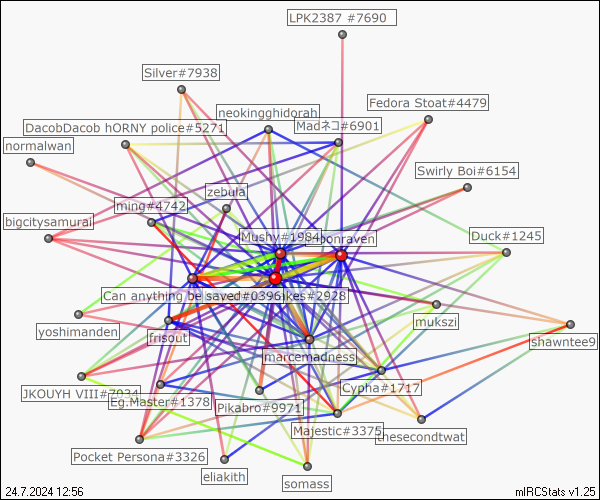 LPK2387 #7690
Silver#7938
Fedora Stoat#4479
neokingghidorah
DacobDacob hORNY police#5271
Madネコ#6901
normalwan
Swirly Boi#6154
zebula
ming#4742
bigcitysamurai
Mushy#1984
bonraven
Duck#1245
Can anything be saved#0396
ikes#2928
yoshimanden
mukszi
frisout
shawntee9
marcemadness
JKOUYH VIII#7034
Eg.Master#1378
Cypha#1717
Pikabro#9971
Majestic#3375
thesecondtwat
Pocket Persona#3326
eliakith
somass
24.7.2024 12:56
mIRCStats v1.25